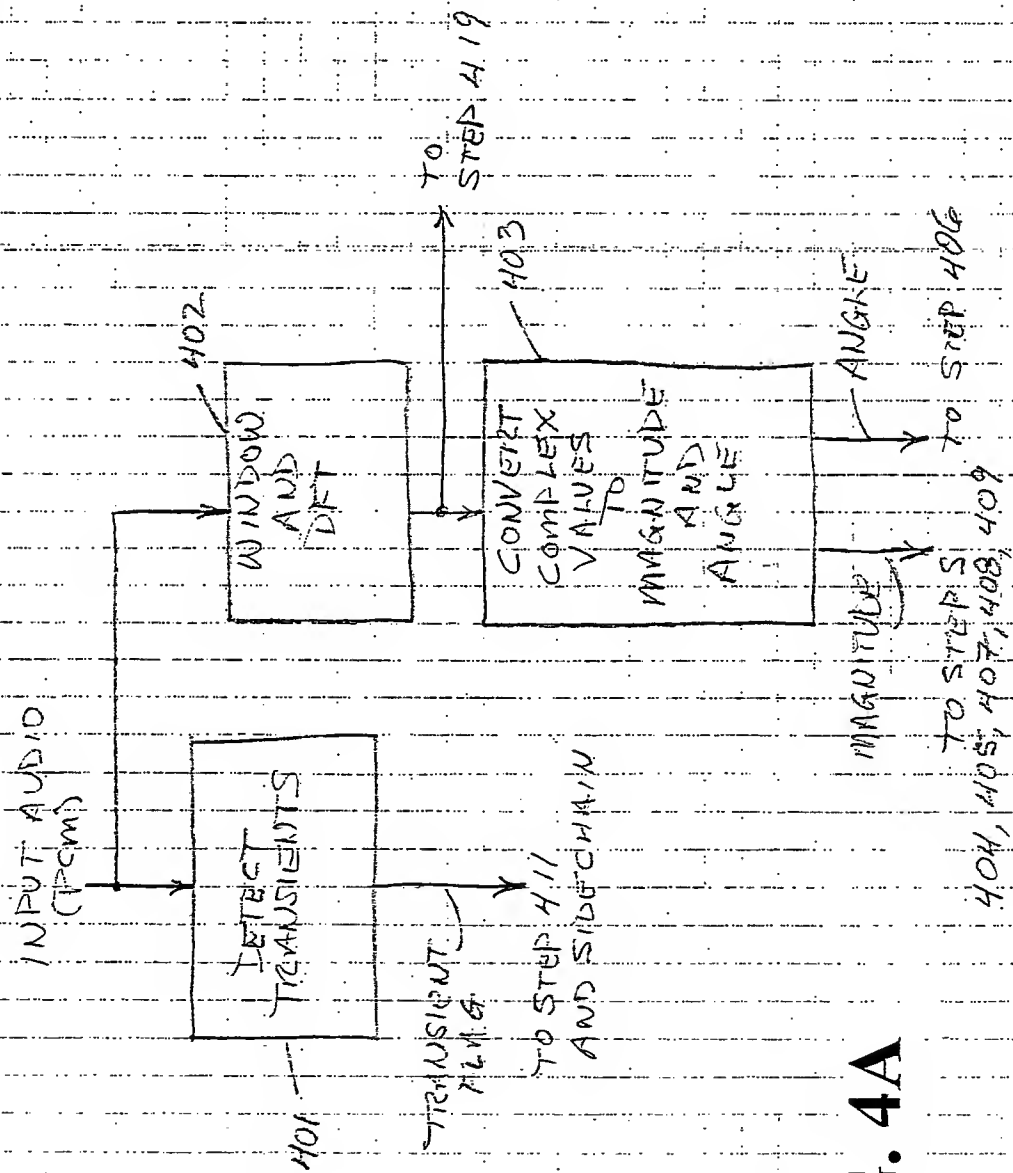 INPUT AUDIO
(PCM)
DETECT
TRANSIENTS
401
TRANSIENT
FLAG
TO STEP 411
AND SIDECHAIN
WINDOW
AND
DFT
402
TO
STEP 419
CONVERT
COMPLEX
VALUES
TO
MAGNITUDE
AND
ANGLE
403
MAGNITUDE
TO STEPS
404, 405, 407, 408, 409
ANGLE
TO STEP 406
. 4A